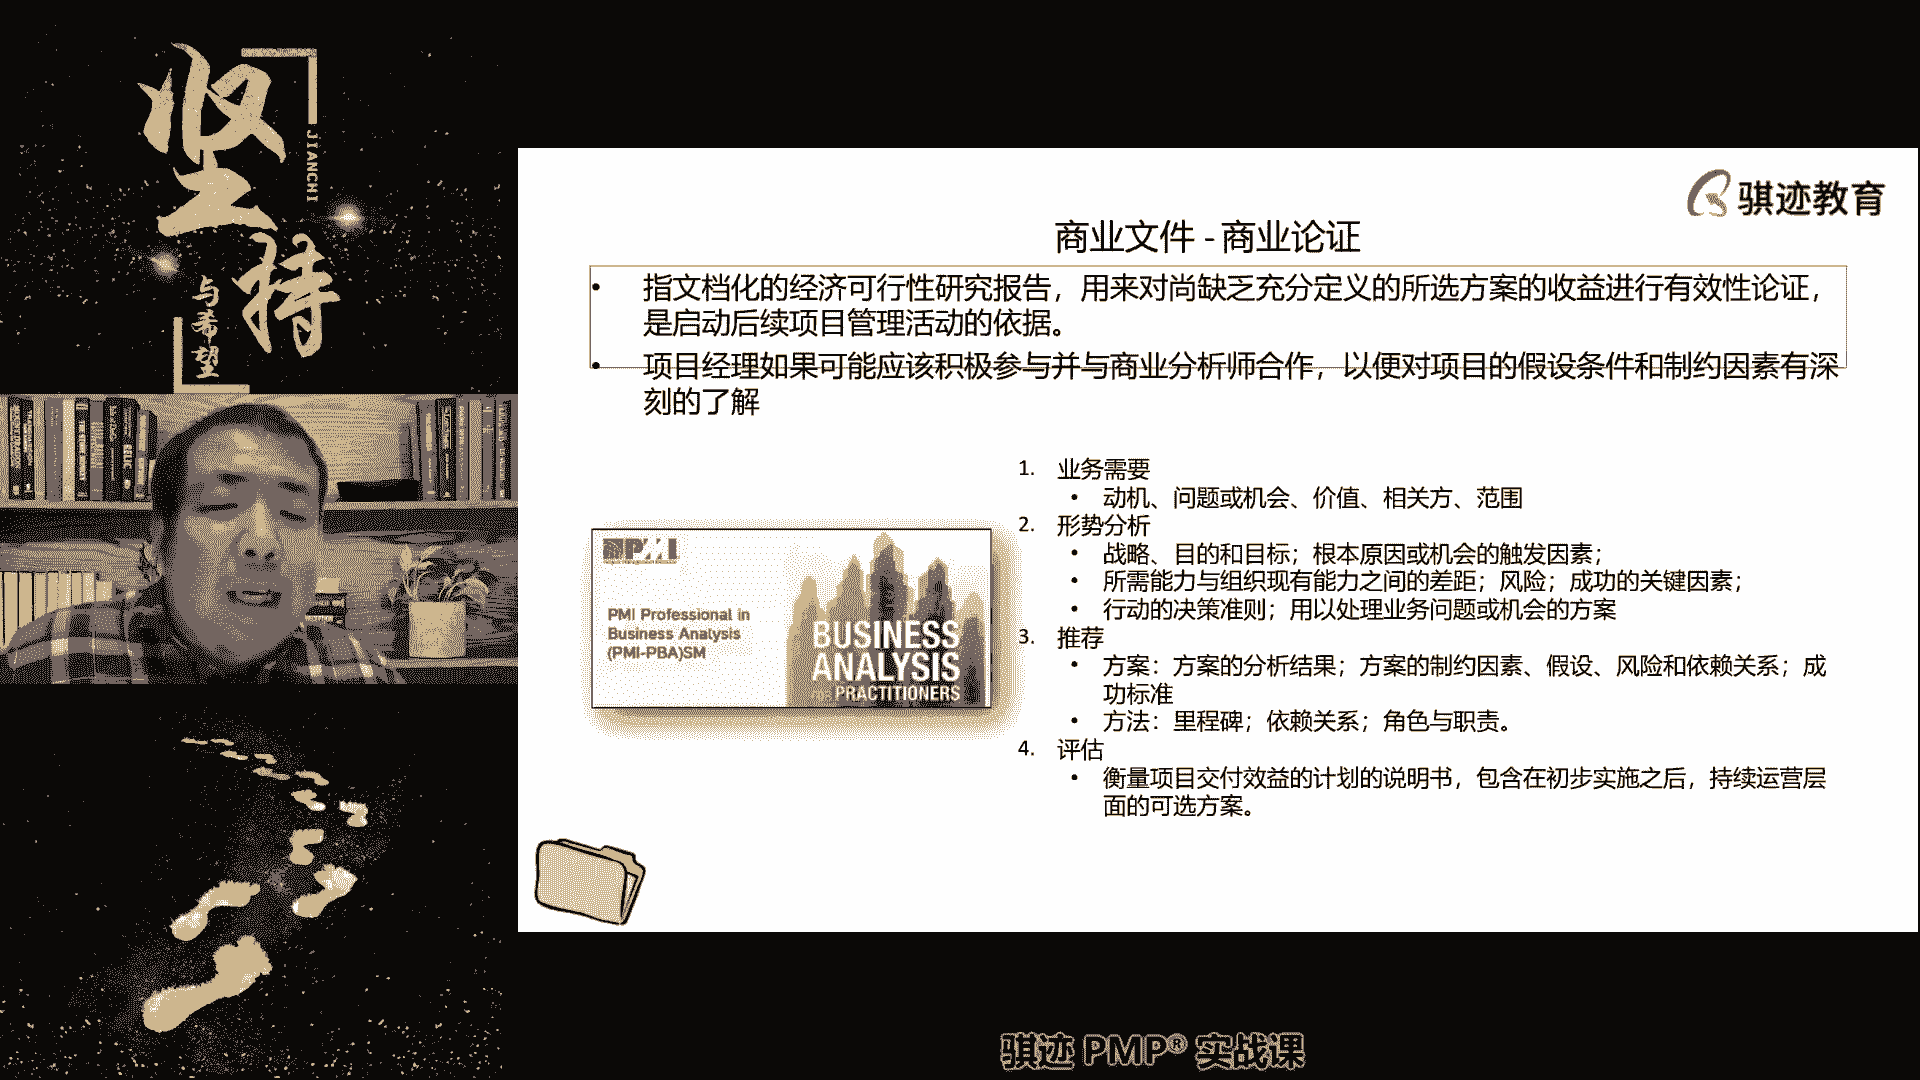 坚持
JIANCHI
与希望
骐迹教育
商业文件 - 商业论证
• 指文档化的经济可行性研究报告，用来对尚缺乏充分定义的所选方案的收益进行有效性论证，
是启动后续项目管理活动的依据。
• 项目经理如果可能应该积极参与并与商业分析师合作，以便对项目的假设条件和制约因素有深
刻的了解
1. 业务需要
• 动机、问题或机会、价值、相关方、范围
2. 形势分析
• 战略、目的和目标；根本原因或机会的触发因素；
• 所需能力与组织现有能力之间的差距；风险；成功的关键因素；
• 行动的决策准则；用以处理业务问题或机会的方案
3. 推荐
• 方案：方案的分析结果；方案的制约因素、假设、风险和依赖关系；成
功标准
• 方法：里程碑；依赖关系；角色与职责。
4. 评估
• 衡量项目交付效益的计划的说明书，包含在初步实施之后，持续运营层
面的可选方案。
PMI
PMI Professional in
Business Analysis
(PMI-PBA)SM
BUSINESS
ANALYSIS
FOR PRACTITIONERS
骐迹 PMP® 实战课